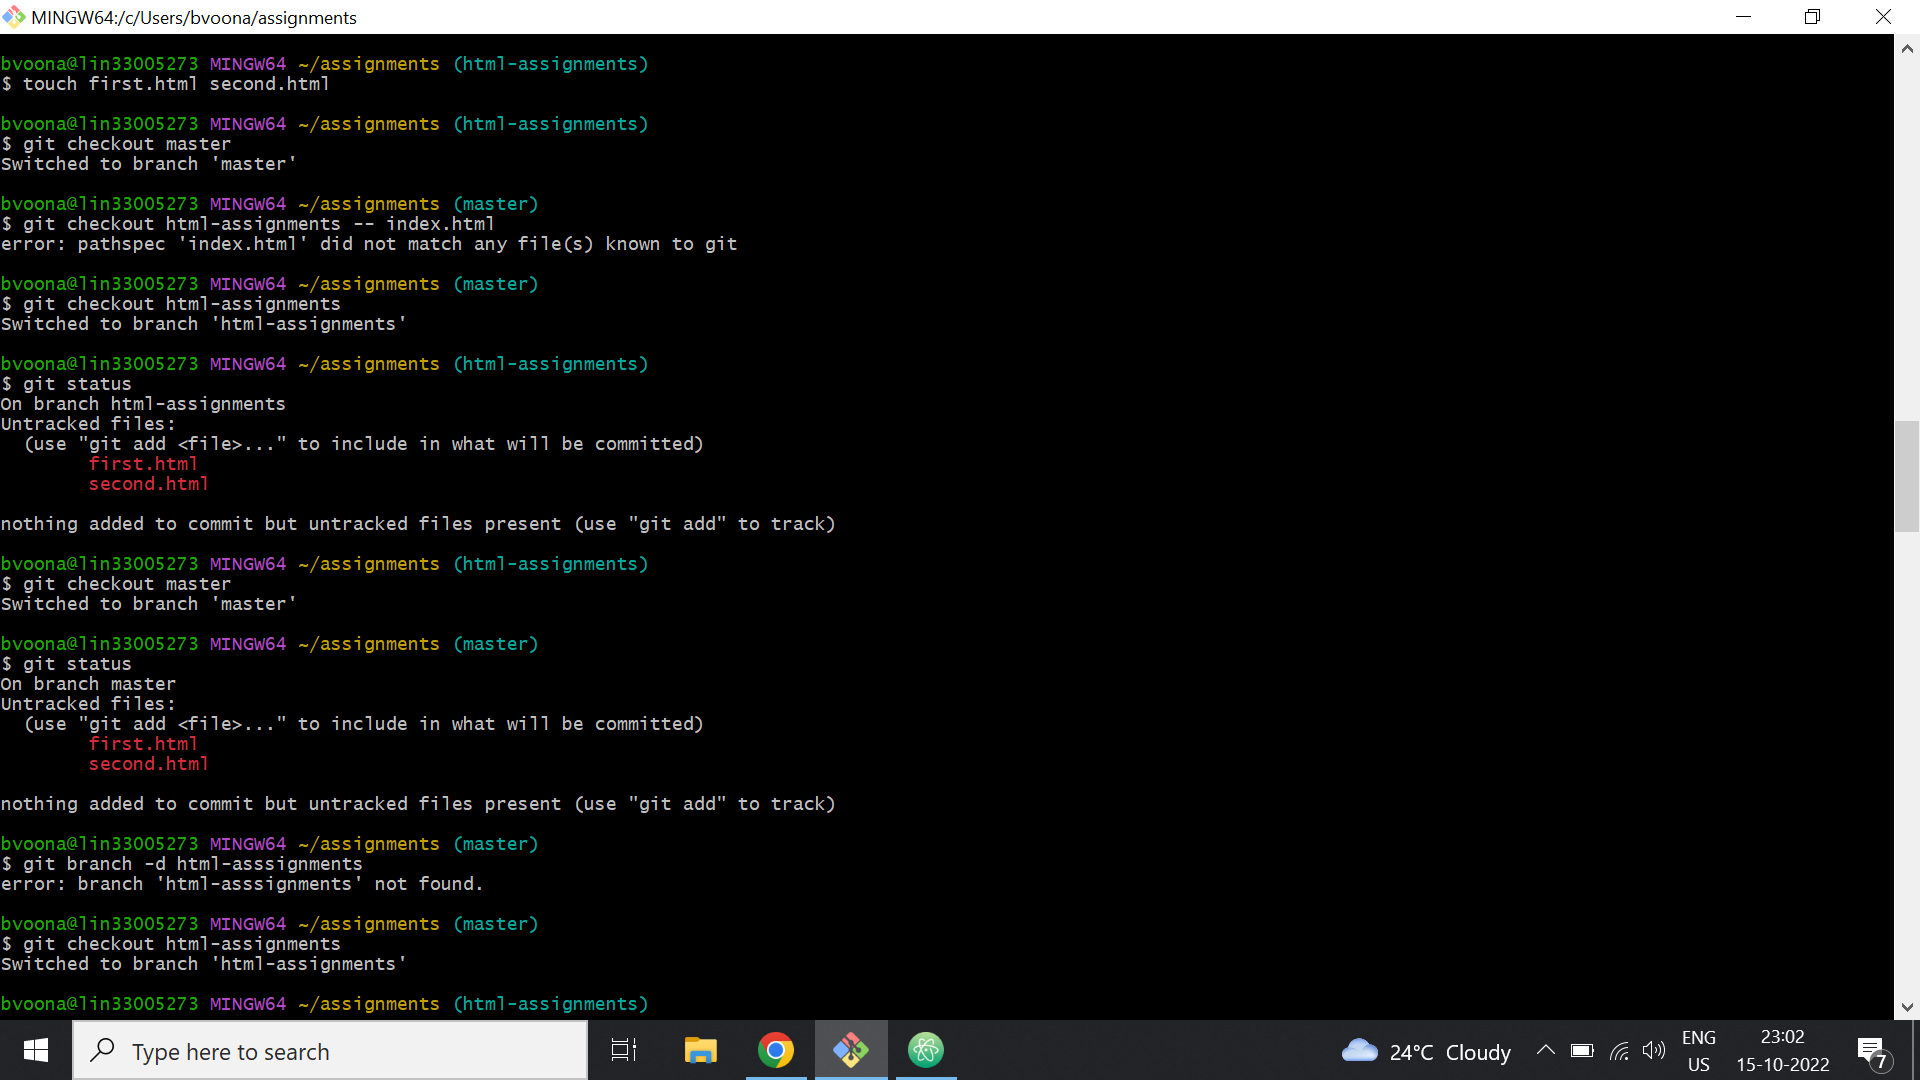 MINGW64:/c/Users/bvoona/assignments
bvoona@lin33005273 MINGW64 ~/assignments (html-assignments)
$ touch first.html second.html
bvoona@lin33005273 MINGW64 ~/assignments (html-assignments)
$ git checkout master
Switched to branch 'master'
bvoona@lin33005273 MINGW64 ~/assignments (master)
$ git checkout html-assignments -- index.html
error: pathspec 'index.html' did not match any file(s) known to git
bvoona@lin33005273 MINGW64 ~/assignments (master)
$ git checkout html-assignments
Switched to branch 'html-assignments'
bvoona@lin33005273 MINGW64 ~/assignments (html-assignments)
$ git status
On branch html-assignments
Untracked files:
  (use "git add <file>..." to include in what will be committed)
        first.html
        second.html
nothing added to commit but untracked files present (use "git add" to track)
bvoona@lin33005273 MINGW64 ~/assignments (html-assignments)
$ git checkout master
Switched to branch 'master'
bvoona@lin33005273 MINGW64 ~/assignments (master)
$ git status
On branch master
Untracked files:
  (use "git add <file>..." to include in what will be committed)
        first.html
        second.html
nothing added to commit but untracked files present (use "git add" to track)
bvoona@lin33005273 MINGW64 ~/assignments (master)
$ git branch -d html-asssignments
error: branch 'html-asssignments' not found.
bvoona@lin33005273 MINGW64 ~/assignments (master)
$ git checkout html-assignments
Switched to branch 'html-assignments'
bvoona@lin33005273 MINGW64 ~/assignments (html-assignments)
Type here to search
24°C Cloudy
ENG
US
23:02
15-10-2022
7